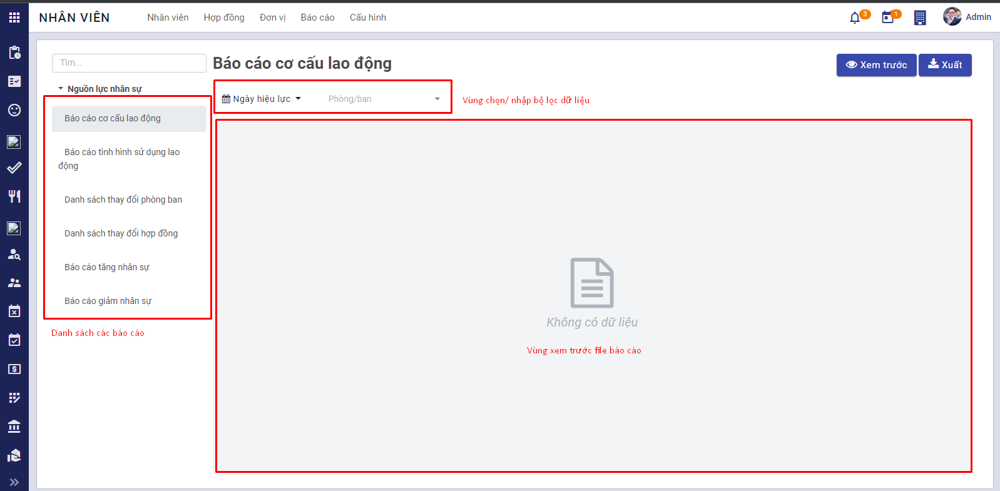 NHÂN VIÊN
Nhân viên
Hợp đồng
Đơn vị
Báo cáo
Cấu hình
3
1
Admin
Tìm...
Báo cáo cơ cấu lao động
Xem trước
Xuất
Nguồn lực nhân sự
Ngày hiệu lực
Phòng/ban
Vùng chọn/ nhập bộ lọc dữ liệu
Báo cáo cơ cấu lao động
Báo cáo tình hình sử dụng lao
động
Danh sách thay đổi phòng ban
Danh sách thay đổi hợp đồng
Báo cáo tăng nhân sự
Báo cáo giảm nhân sự
Danh sách các báo cáo
Không có dữ liệu
Vùng xem trước file báo cáo